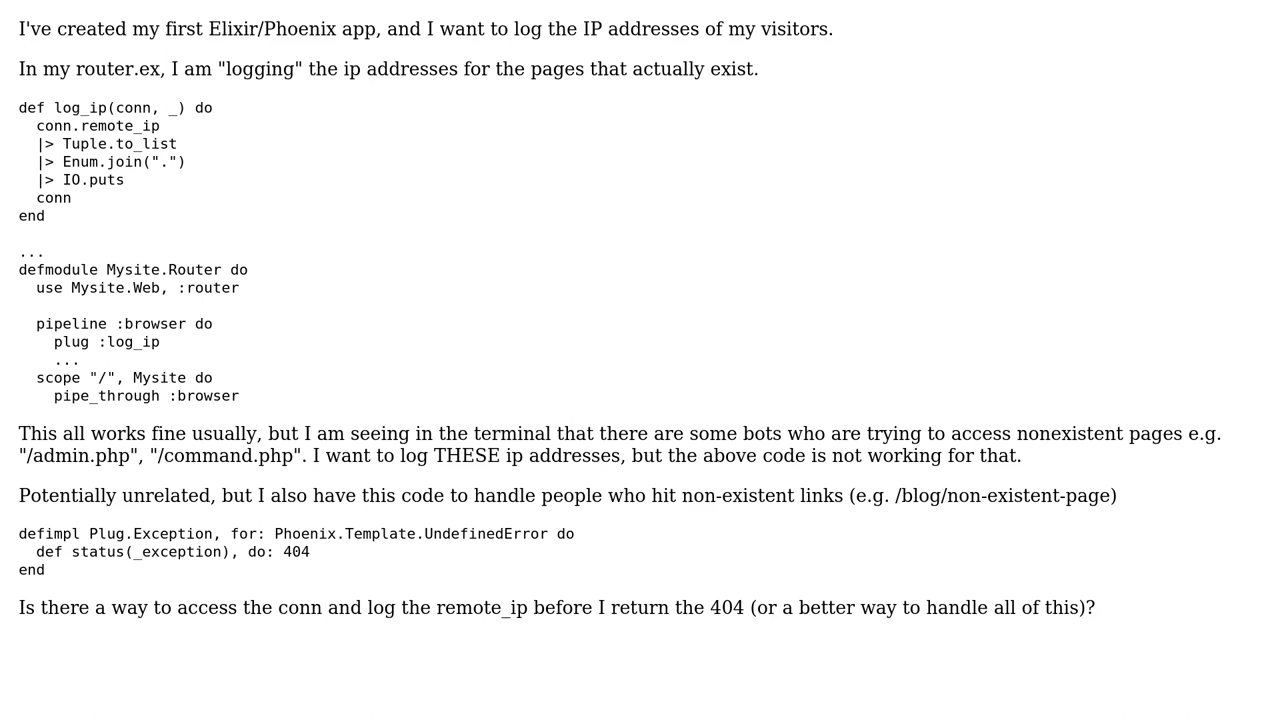 I've created my first Elixir/Phoenix app, and I want to log the IP addresses of my visitors.
In my router.ex, I am "logging" the ip addresses for the pages that actually exist.
def log_ip(conn, _) do
  conn.remote_ip
  |> Tuple.to_list
  |> Enum.join(".")
  |> IO.puts
  conn
end
...
defmodule Mysite.Router do
  use Mysite.Web, :router
  pipeline :browser do
    plug :log_ip
    ...
  scope "/", Mysite do
    pipe_through :browser
This all works fine usually, but I am seeing in the terminal that there are some bots who are trying to access nonexistent pages e.g.
"/admin.php", "/command.php". I want to log THESE ip addresses, but the above code is not working for that.
Potentially unrelated, but I also have this code to handle people who hit non-existent links (e.g. /blog/non-existent-page)
defimpl Plug.Exception, for: Phoenix.Template.UndefinedError do
  def status(_exception), do: 404
end
Is there a way to access the conn and log the remote_ip before I return the 404 (or a better way to handle all of this)?